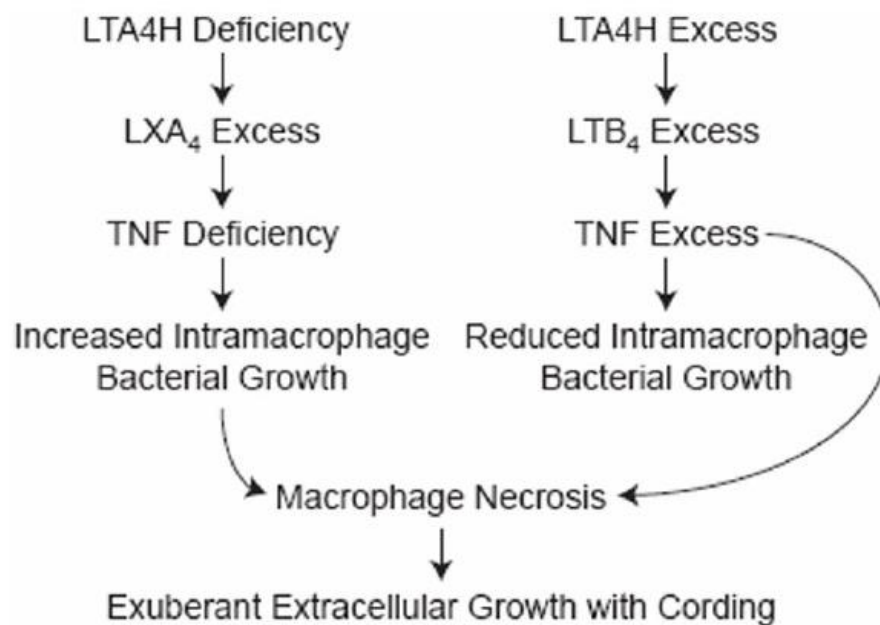 LTA4H Deficiency
LXA₄ Excess
TNF Deficiency
Increased Intramacrophage
Bacterial Growth
LTA4H Excess
LTB₄ Excess
TNF Excess
Reduced Intramacrophage
Bacterial Growth
Macrophage Necrosis
Exuberant Extracellular Growth with Cording